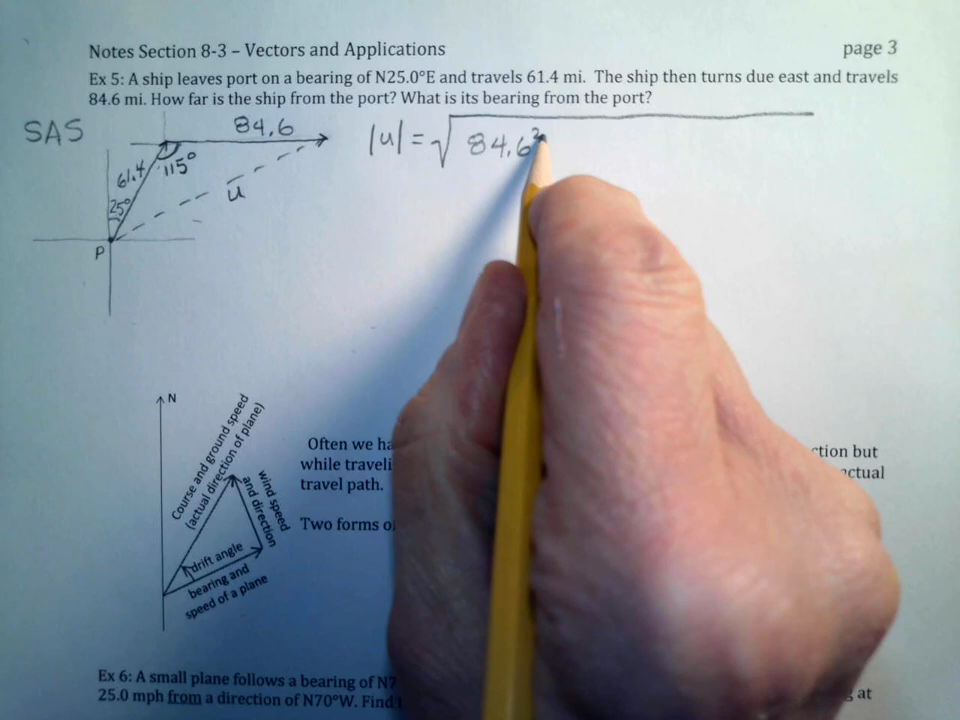 Notes Section 8-3 – Vectors and Applications page 3
Ex 5: A ship leaves port on a bearing of N25.0°E and travels 61.4 mi. The ship then turns due east and travels
84.6 mi. How far is the ship from the port? What is its bearing from the port?
SAS
84.6
|u| = √ 84.6²
61.4
115°
25°
u
P
N
Course and ground speed
(actual direction of plane)
wind speed
and direction
drift angle
bearing and
speed of a plane
Often we
while
travel path.
Two forms
tion but
actual
Ex 6: A small plane follows a bearing of
25.0 mph from a direction of N70°W. Find at